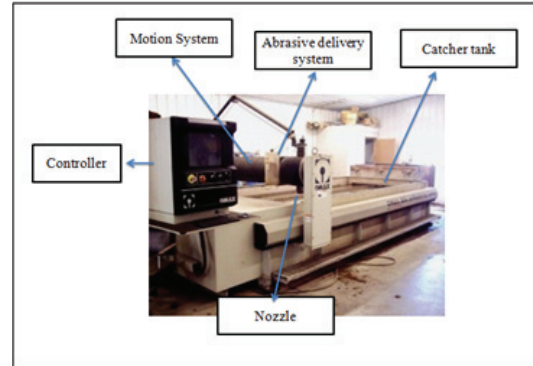 Motion System
Abrasive delivery
system
Catcher tank
Controller
Nozzle